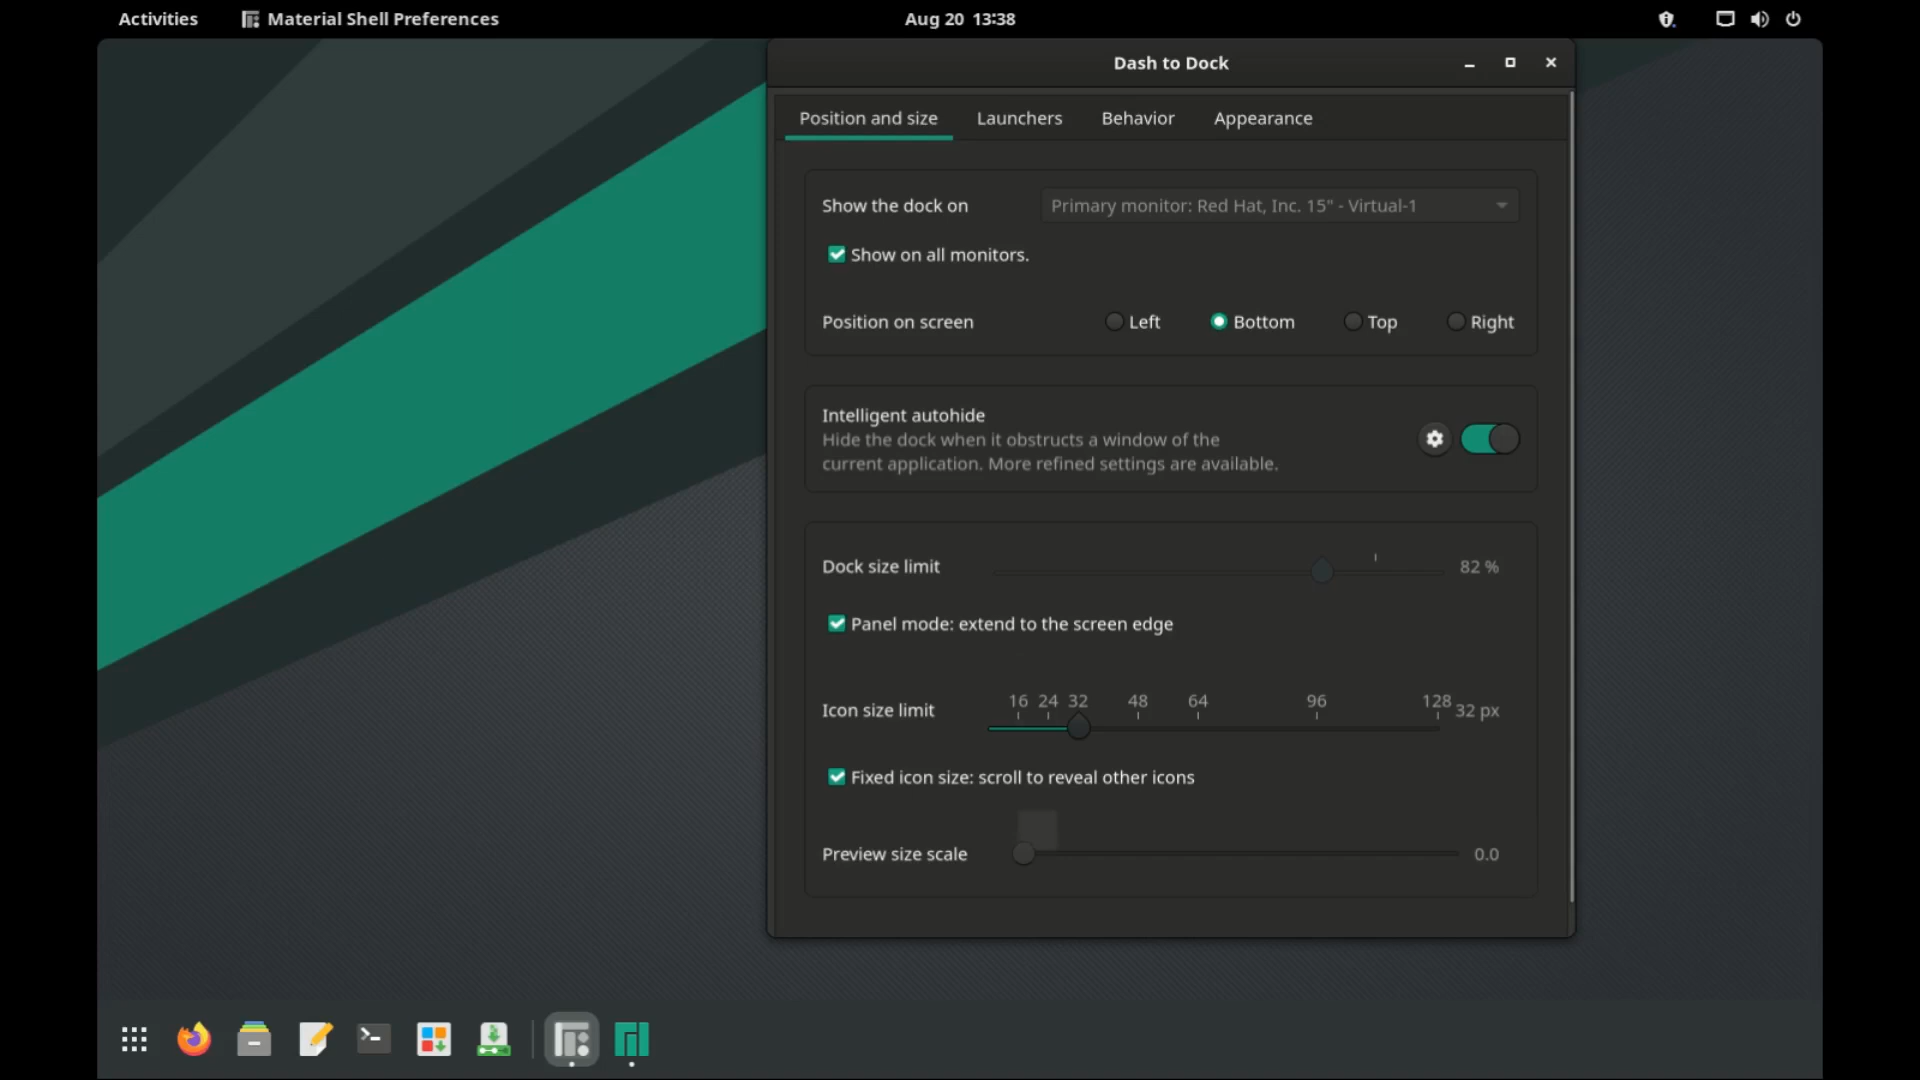 Activities Material Shell Preferences Aug 20 13:38
Dash to Dock
Position and size Launchers Behavior Appearance
Show the dock on Primary monitor: Red Hat, Inc. 15" - Virtual-1
Show on all monitors.
Position on screen Left Bottom Top Right
Intelligent autohide
Hide the dock when it obstructs a window of the
current application. More refined settings are available.
Dock size limit 82 %
Panel mode: extend to the screen edge
16 24 32 48 64 96 128
Icon size limit 32 px
Fixed icon size: scroll to reveal other icons
Preview size scale 0.0